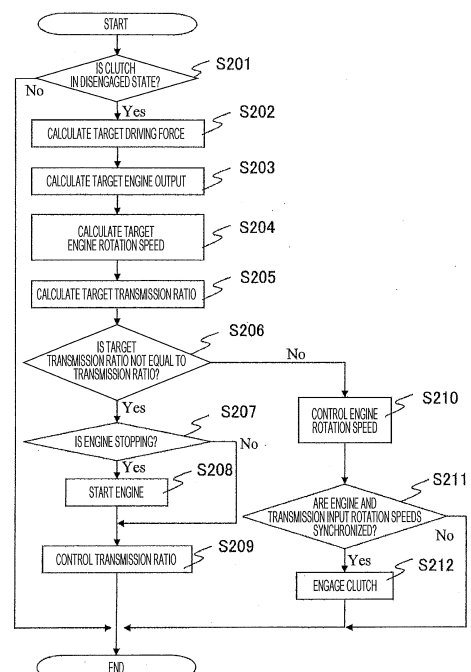 START
IS CLUTCH
IN DISENGAGED STATE?
S201
No
Yes
S202
CALCULATE TARGET DRIVING FORCE
S203
CALCULATE TARGET ENGINE OUTPUT
S204
CALCULATE TARGET
ENGINE ROTATION SPEED
S205
CALCULATE TARGET TRANSMISSION RATIO
S206
IS TARGET
TRANSMISSION RATIO NOT EQUAL TO
TRANSMISSION RATIO?
No
Yes
S207
IS ENGINE STOPPING?
No
Yes
S208
START ENGINE
S209
CONTROL TRANSMISSION RATIO
S210
CONTROL ENGINE
ROTATION SPEED
S211
ARE ENGINE AND
TRANSMISSION INPUT ROTATION SPEEDS
SYNCHRONIZED?
No
Yes
S212
ENGAGE CLUTCH
END